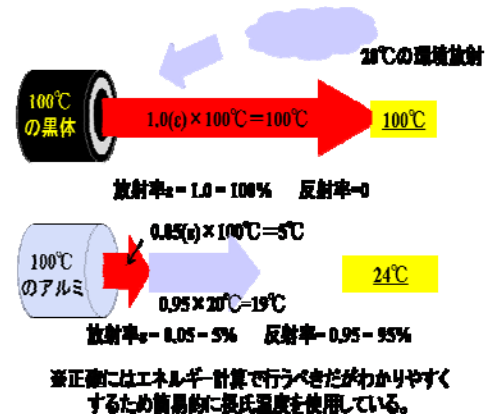 20℃の環境放射
100℃
の黒体
1.0(ε)×100℃=100℃
100℃
放射率ε=1.0=100% 反射率=0
0.05(ε)×100℃=5℃
100℃
のアルミ
24℃
0.95×20℃=19℃
放射率ε=0.05=5% 反射率=0.95=95%
※正確にはエネルギー計算で行うべきだがわかりやすく
するため簡易的に摂氏温度を使用している。